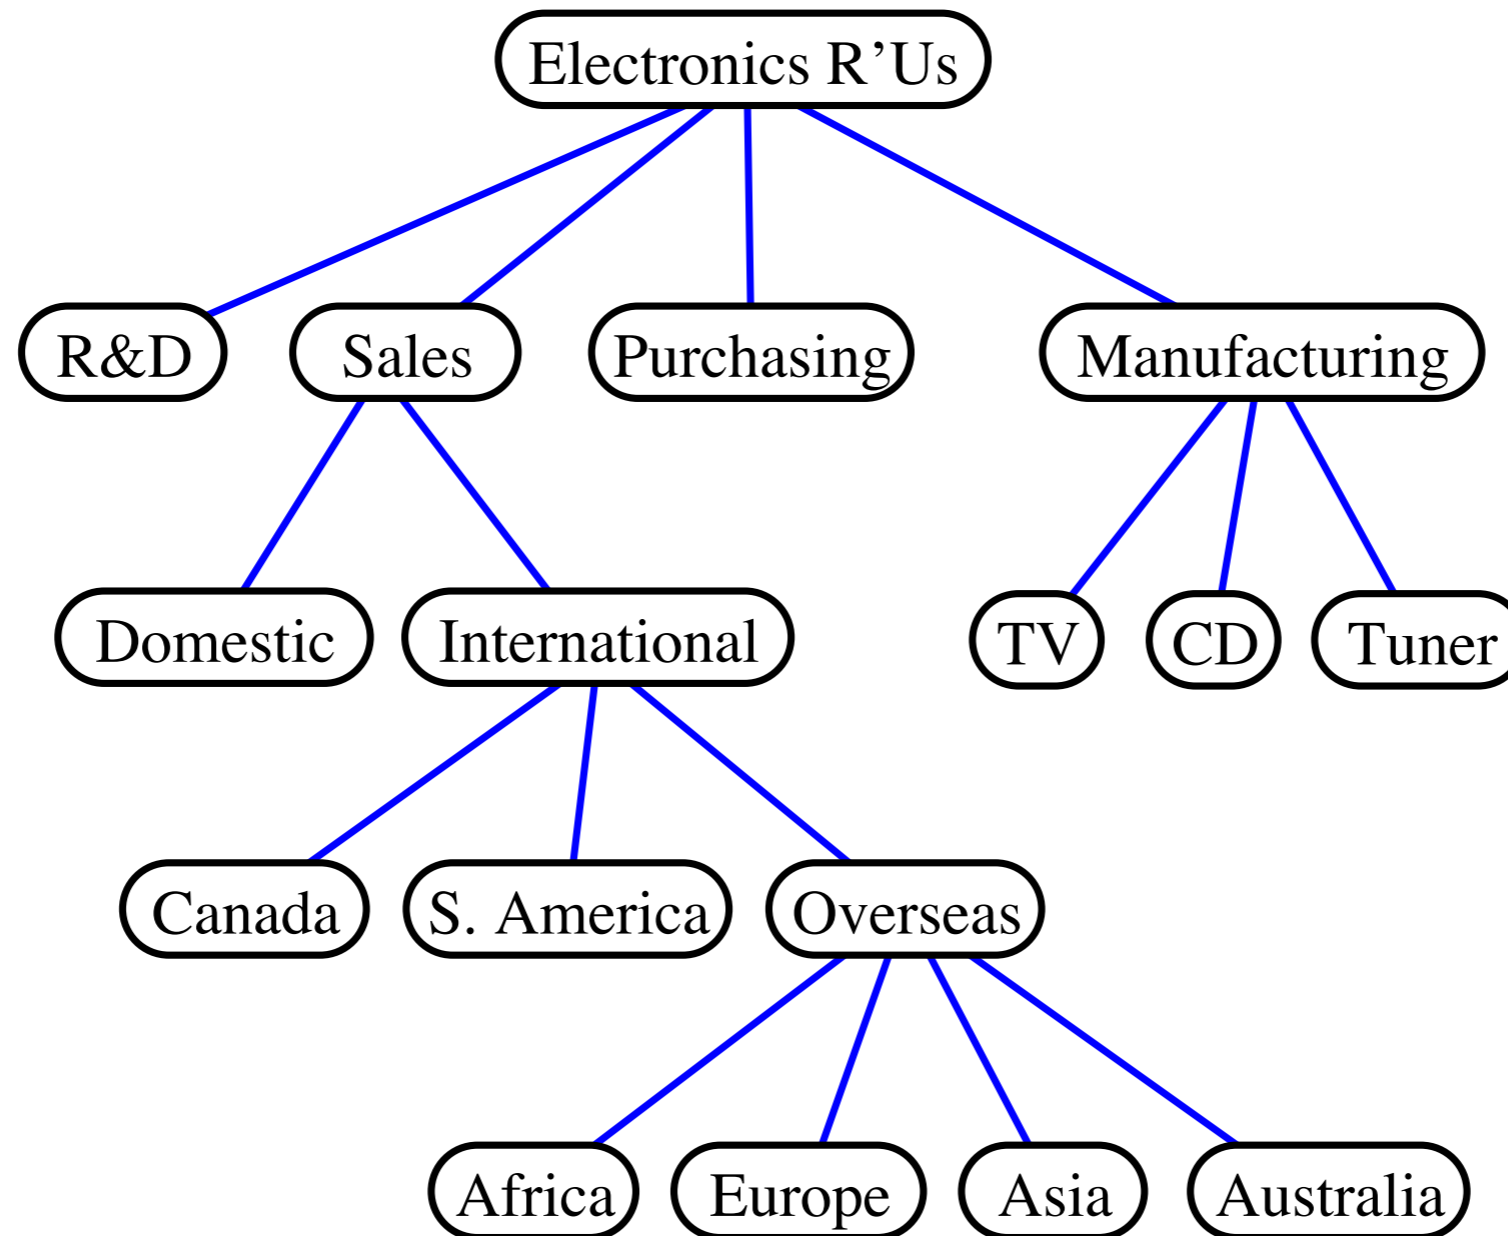 Electronics R’Us
R&D
Sales
Purchasing
Manufacturing
Domestic
International
TV
CD
Tuner
Canada
S. America
Overseas
Africa
Europe
Asia
Australia